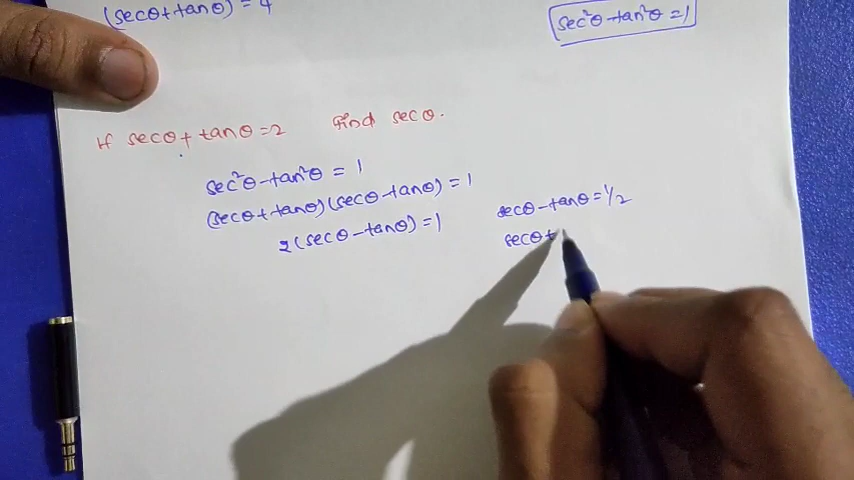 (secθ+tanθ) = 4
sec²θ-tan²θ =1
If secθ+ tanθ=2 Find secθ.
sec²θ-tan²θ = 1
(secθ+tanθ)(secθ-tanθ)=1
2(secθ-tanθ)=1
secθ-tanθ=1/2
secθ+